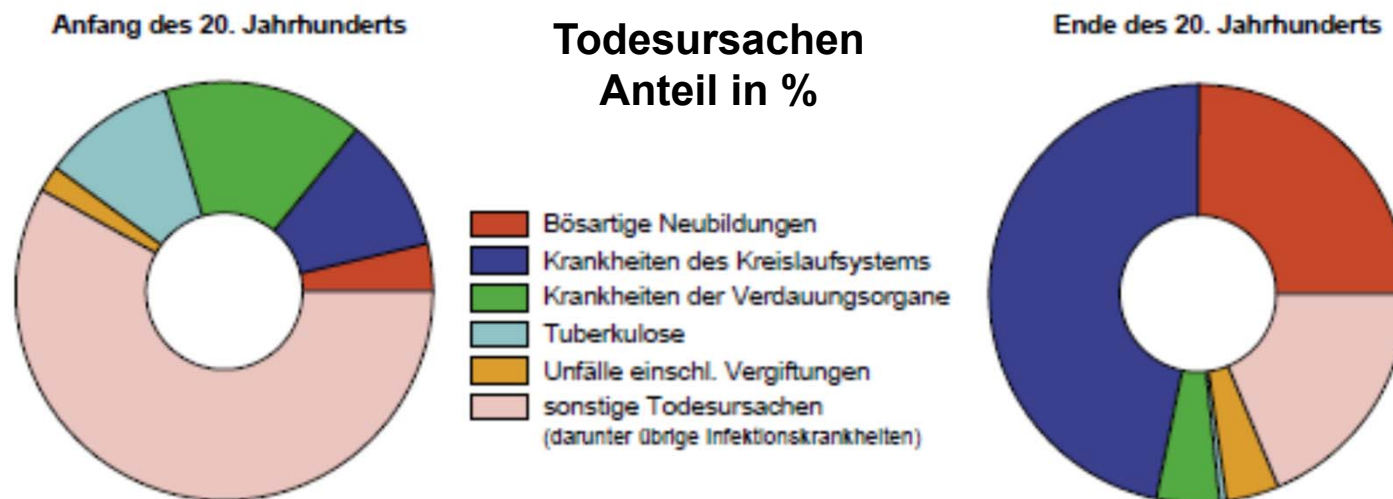 Anfang des 20. Jahrhunderts
Todesursachen
Anteil in %
Ende des 20. Jahrhunderts
Bösartige Neubildungen
Krankheiten des Kreislaufsystems
Krankheiten der Verdauungsorgane
Tuberkulose
Unfälle einschl. Vergiftungen
sonstige Todesursachen
(darunter übrige Infektionskrankheiten)